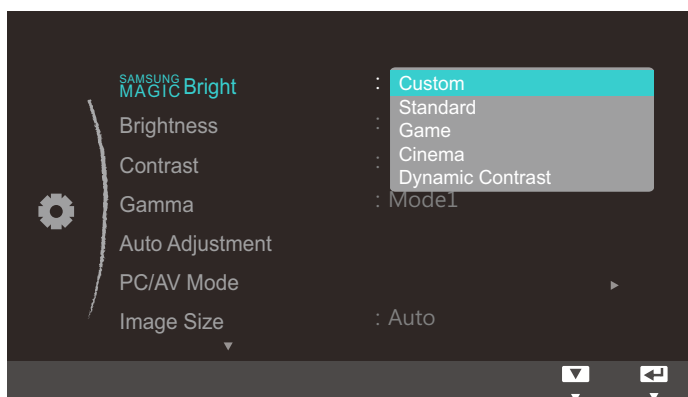 SAMSUNG
MAGIC Bright : Custom
Standard
Brightness :
Game
Contrast : Cinema
Dynamic Contrast
Gamma : Mode1
Auto Adjustment
PC/AV Mode
Image Size : Auto